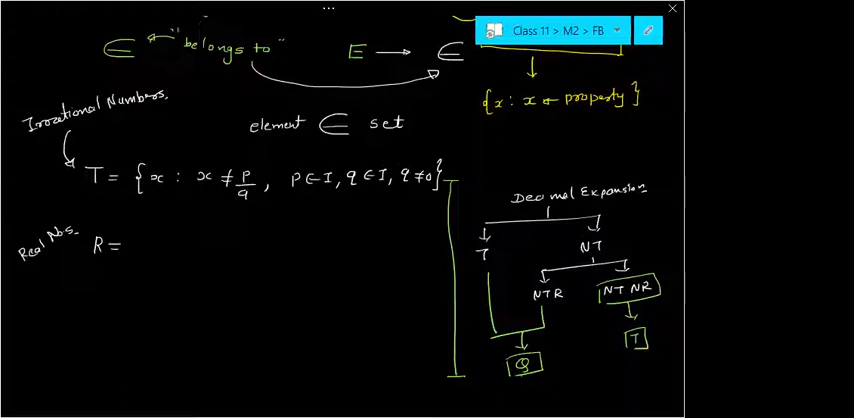 Class 11 > M2 > FB
∈ ← "belongs to" E → ∈
{x : x ← property}
Irrational Numbers.
element ∈ set
T = {x : x ≠ p/q, p ∈ I, q ∈ I, q ≠ 0}
Decimal Expansion
T NT
Real Nbs. R =
NTR NT NR
T
Q